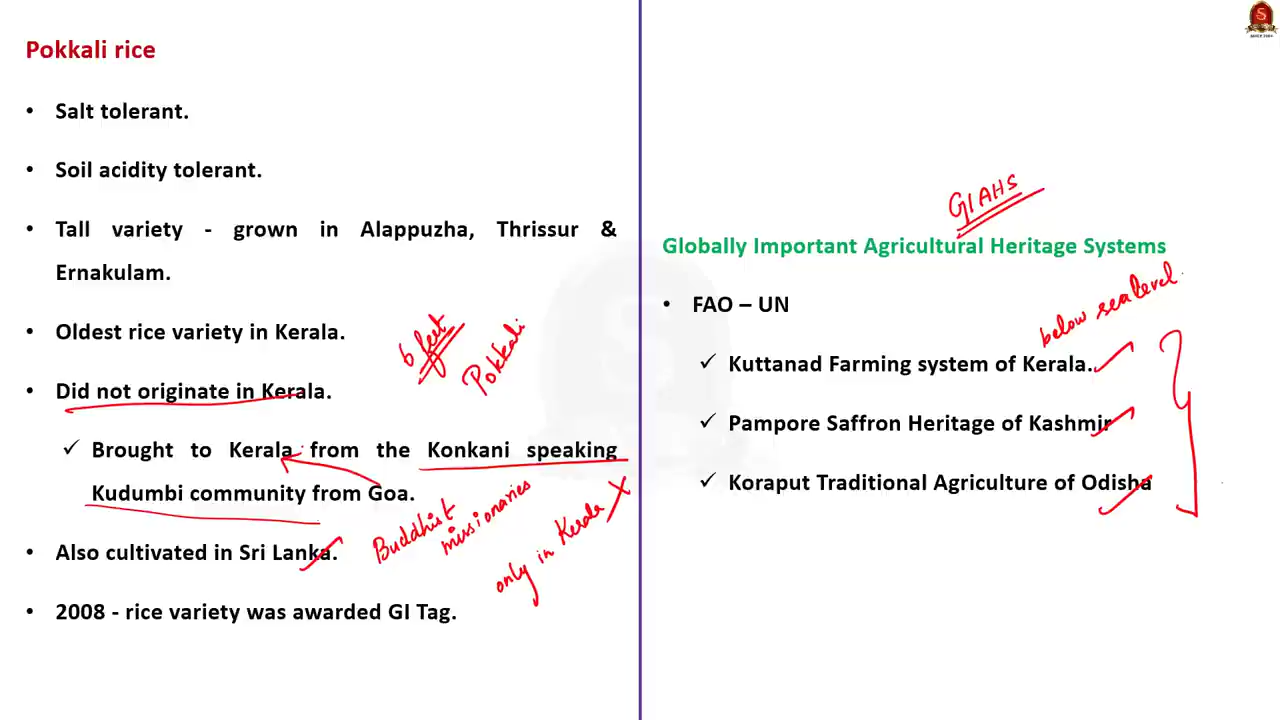 Pokkali rice
• Salt tolerant.
• Soil acidity tolerant.
• Tall variety - grown in Alappuzha, Thrissur &
Ernakulam.
• Oldest rice variety in Kerala.
6 feet
Pokkali
• Did not originate in Kerala.
✓ Brought to Kerala from the Konkani speaking
Kudumbi community from Goa.
Buddhist
missionaries
only in Kerala X
• Also cultivated in Sri Lanka.
• 2008 - rice variety was awarded GI Tag.
GIAHS
Globally Important Agricultural Heritage Systems
• FAO – UN
below sea level
✓ Kuttanad Farming system of Kerala.
✓ Pampore Saffron Heritage of Kashmir
✓ Koraput Traditional Agriculture of Odisha
S